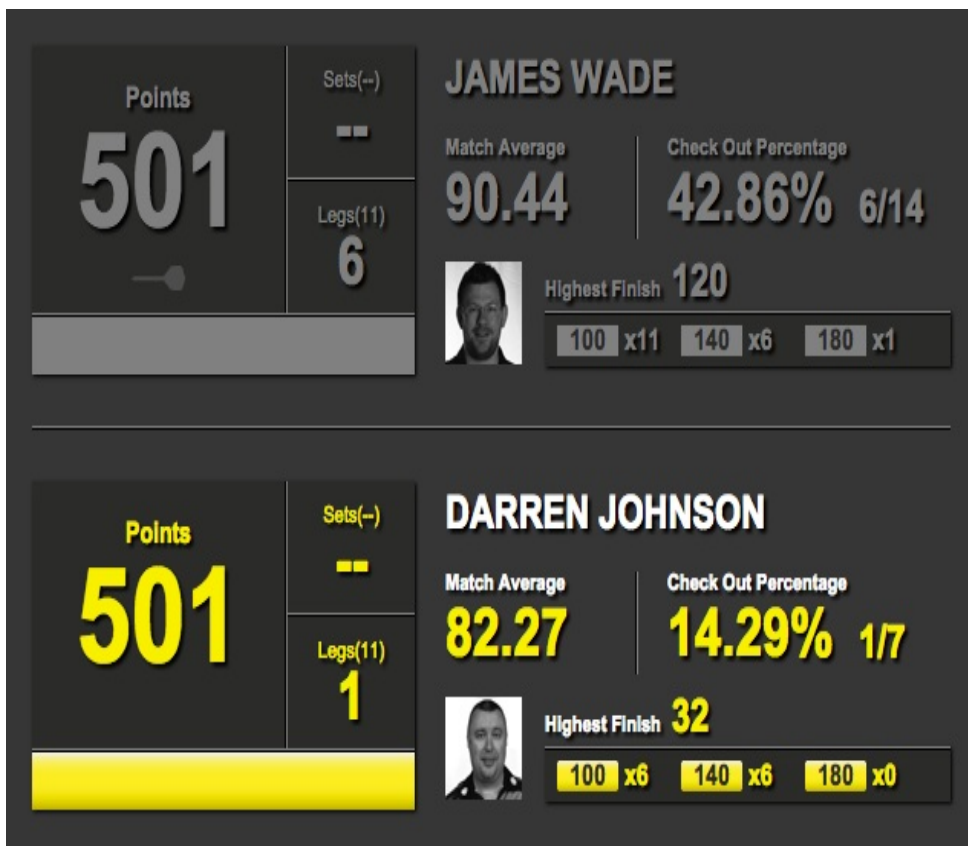 JAMES WADE
Points
501
Sets(--)
--
Legs(11)
6
Match Average
90.44
Check Out Percentage
42.86% 6/14
Highest Finish 120
100 x11 140 x6 180 x1
DARREN JOHNSON
Points
501
Sets(--)
--
Legs(11)
1
Match Average
82.27
Check Out Percentage
14.29% 1/7
Highest Finish 32
100 x6 140 x6 180 x0